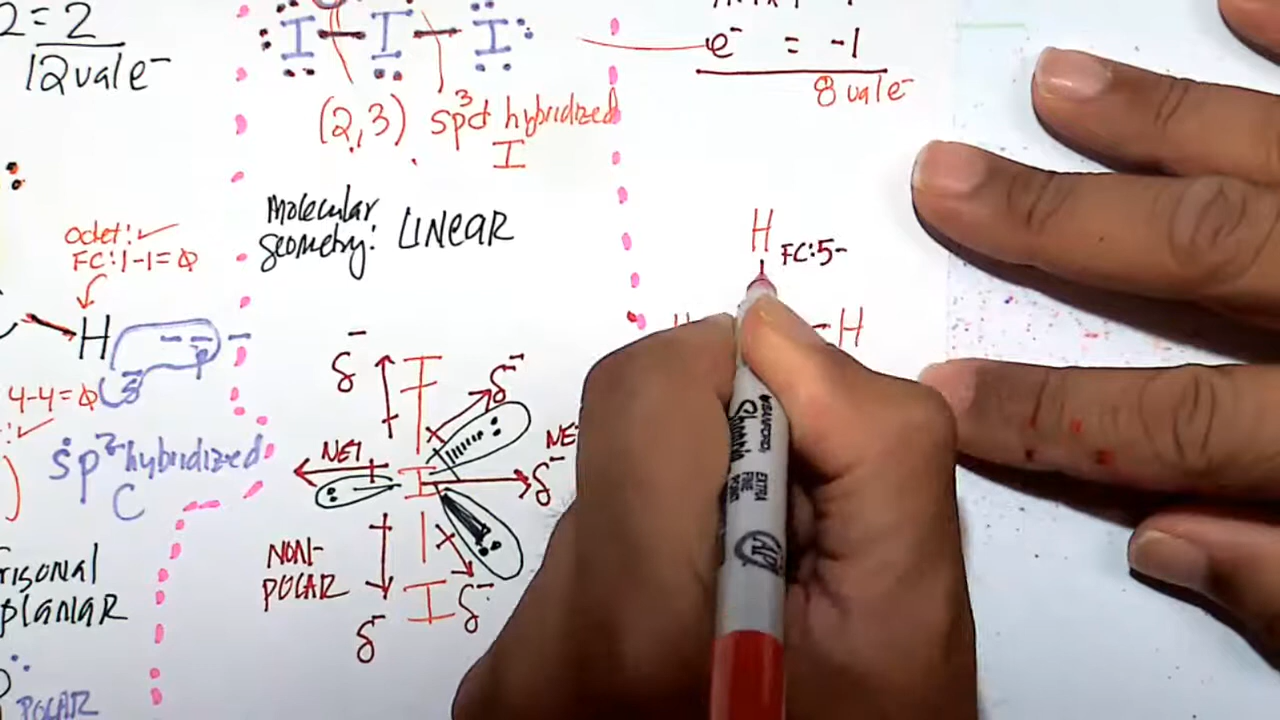 2 = 2
12 val e⁻
: I — I — I :
(2,3) sp³d hybridized
I
e⁻ = -1
8 val e⁻
Octet: ✓
FC: 1-1=0
H
4-4=0
sp² hybridized
C
planar
POLAR
Molecular
geometry: LINEAR
δ⁻ I δ⁻
NET I NET δ⁻
NON-
POLAR
I δ⁻
δ⁻
H
FC: 5-
H
Sharpie
EXTRA
FINE
POINT
AP